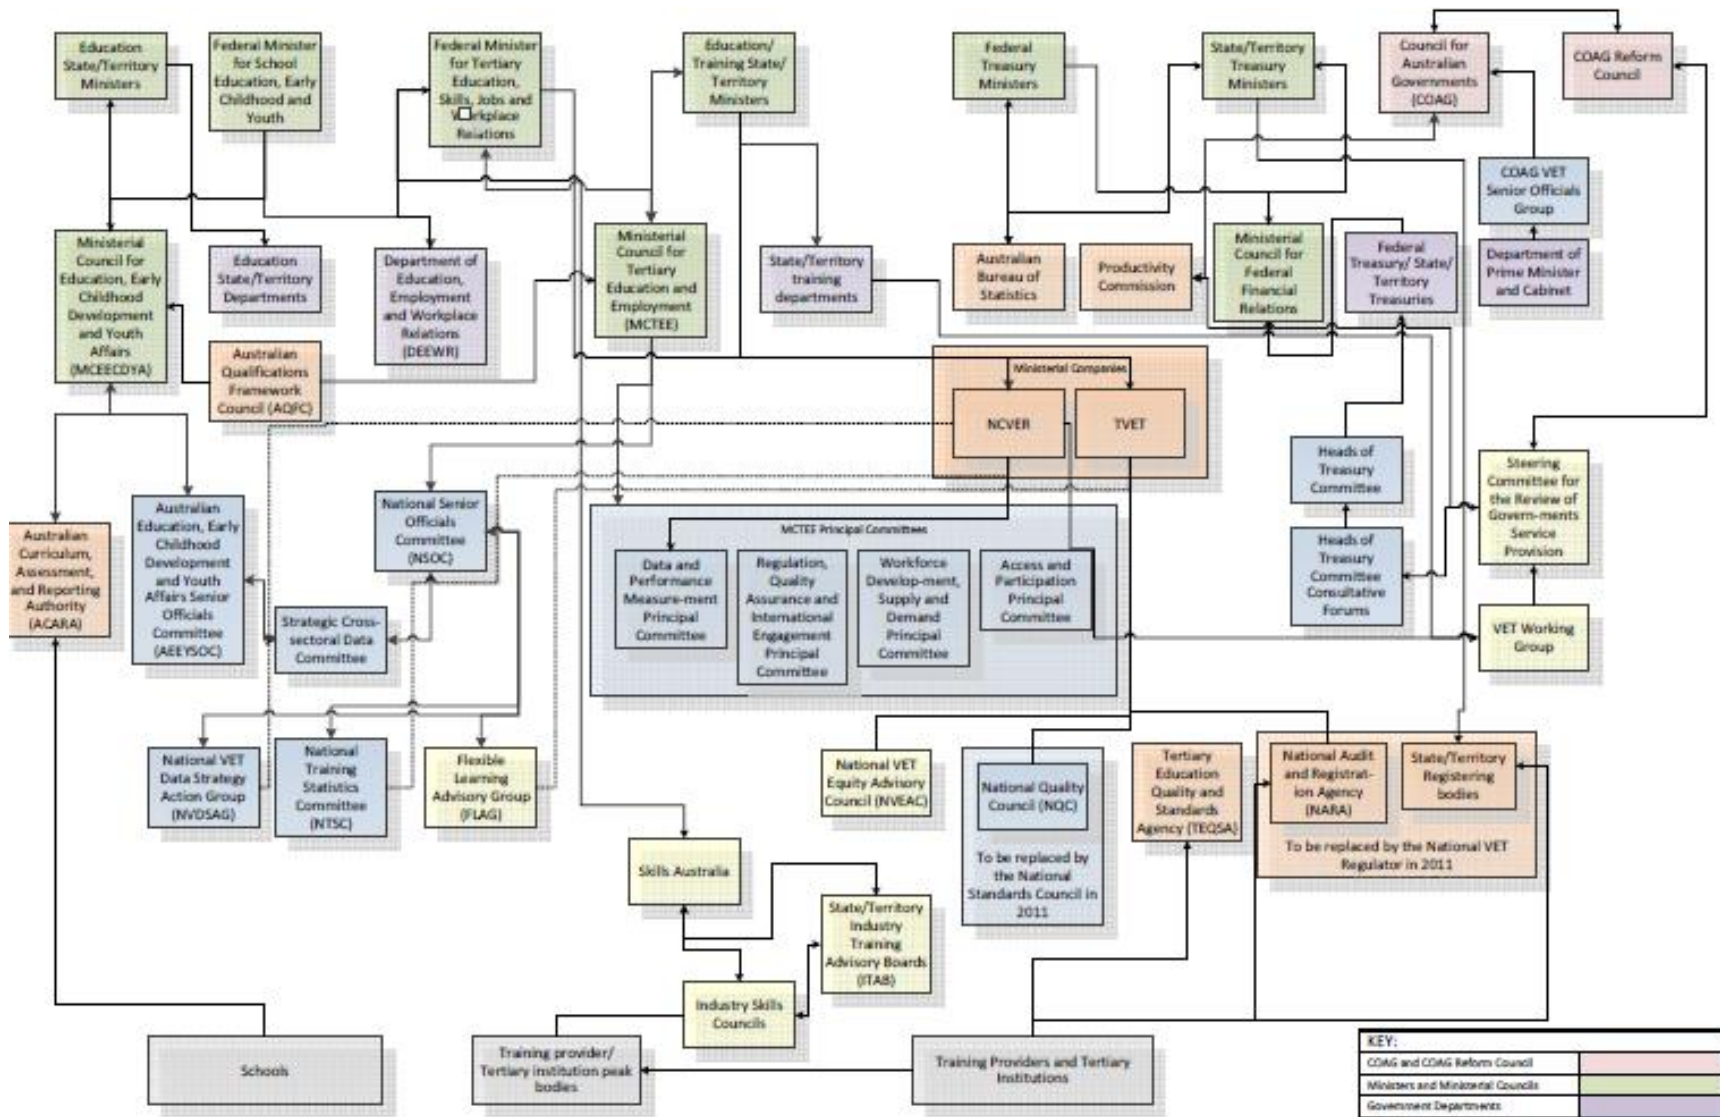 Education
State/Territory
Ministers
Federal Minister
for School
Education, Early
Childhood and
Youth
Federal Minister
for Tertiary
Education,
Skills, Jobs and
Workplace
Relations
Education/
Training State/
Territory
Ministers
Federal
Treasury
Ministers
State/Territory
Treasury
Ministers
Council for
Australian
Governments
(COAG)
COAG Reform
Council
COAG VET
Senior Officials
Group
Ministerial
Council for
Education, Early
Childhood
Development
and Youth
Affairs
(MCEECDYA)
Education
State/Territory
Departments
Department of
Education,
Employment
and Workplace
Relations
(DEEWR)
Ministerial
Council for
Tertiary
Education and
Employment
(MCTEE)
State/Territory
training
departments
Australian
Bureau of
Statistics
Productivity
Commission
Ministerial
Council for
Federal
Financial
Relations
Federal
Treasury/ State/
Territory
Treasuries
Department of
Prime Minister
and Cabinet
Australian
Qualifications
Framework
Council (AQFC)
Ministerial Companies
NCVER
TVET
Heads of
Treasury
Committee
Steering
Committee for
the Review of
Govern-ments
Service
Provision
Australian
Curriculum,
Assessment,
and Reporting
Authority
(ACARA)
Australian
Education, Early
Childhood
Development
and Youth
Affairs Senior
Officials
Committee
(AEEYSOC)
National Senior
Officials
Committee
(NSOC)
Strategic Cross-
sectoral Data
Committee
MCTEE Principal Committees
Data and
Performance
Measure-ment
Principal
Committee
Regulation,
Quality
Assurance and
International
Engagement
Principal
Committee
Workforce
Develop-ment,
Supply and
Demand
Principal
Committee
Access and
Participation
Principal
Committee
Heads of
Treasury
Committee
Consultative
Forums
VET Working
Group
National VET
Data Strategy
Action Group
(NVDSAG)
National
Training
Statistics
Committee
(NTSC)
Flexible
Learning
Advisory Group
(FLAG)
National VET
Equity Advisory
Council (NVEAC)
National Quality
Council (NQC)
To be replaced by
the National
Standards Council in
2011
Tertiary
Education
Quality and
Standards
Agency (TEQSA)
National Audit
and Registrat-
ion Agency
(NARA)
State/Territory
Registering
bodies
To be replaced by the National VET
Regulator in 2011
Skills Australia
State/Territory
Industry
Training
Advisory Boards
(ITAB)
Industry Skills
Councils
Schools
Training provider/
Tertiary institution peak
bodies
Training Providers and Tertiary
Institutions
KEY:
COAG and COAG Reform Council
Ministers and Ministerial Councils
Government Departments